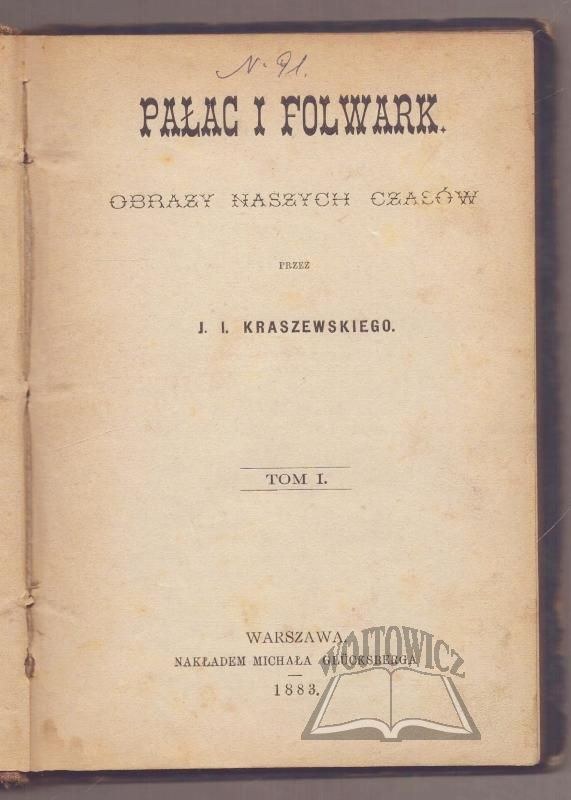 N. 91.
PAŁAC I FOLWARK.
OBRAZY NASZYCH CZASÓW
PRZEZ
J. I. KRASZEWSKIEGO.
TOM I.
WARSZAWA.
NAKŁADEM MICHAŁA GLÜCKSBERGA
1883.
WÓJTOWICZ